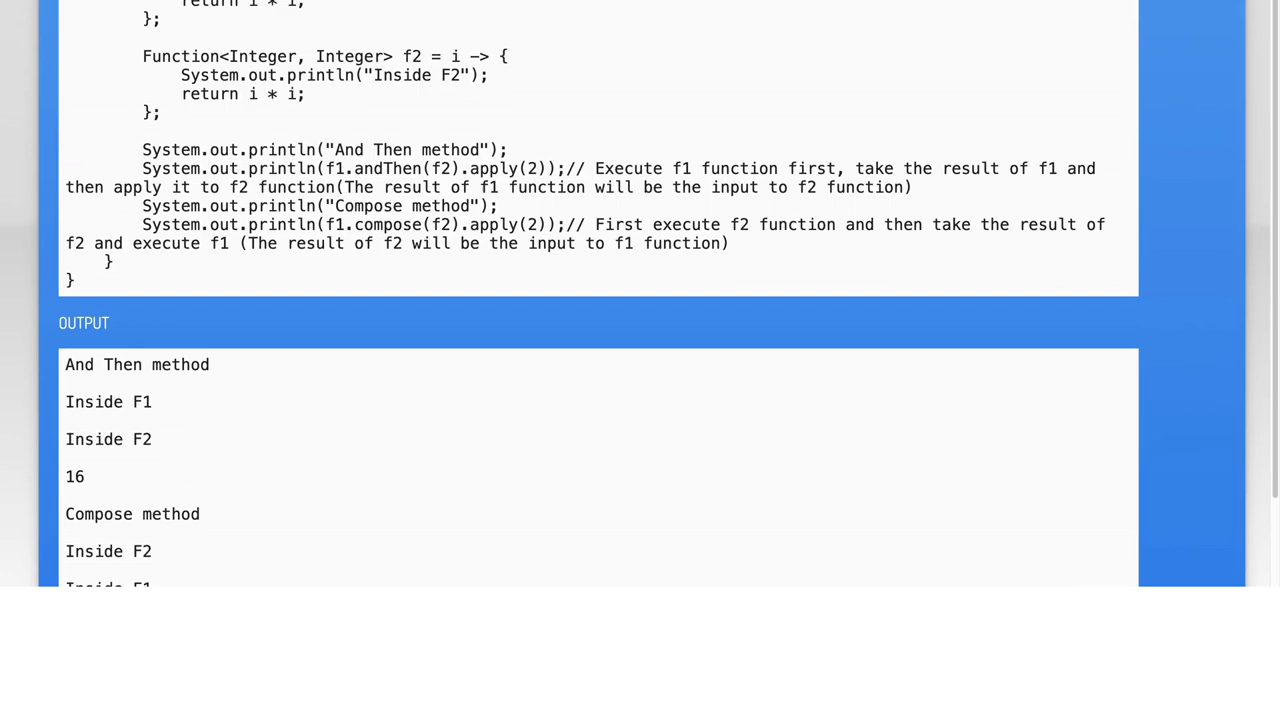 return i * i;
};
Function<Integer, Integer> f2 = i -> {
System.out.println("Inside F2");
return i * i;
};
System.out.println("And Then method");
System.out.println(f1.andThen(f2).apply(2));// Execute f1 function first, take the result of f1 and
then apply it to f2 function(The result of f1 function will be the input to f2 function)
System.out.println("Compose method");
System.out.println(f1.compose(f2).apply(2));// First execute f2 function and then take the result of
f2 and execute f1 (The result of f2 will be the input to f1 function)
}
}
OUTPUT
And Then method
Inside F1
Inside F2
16
Compose method
Inside F2
Inside F1